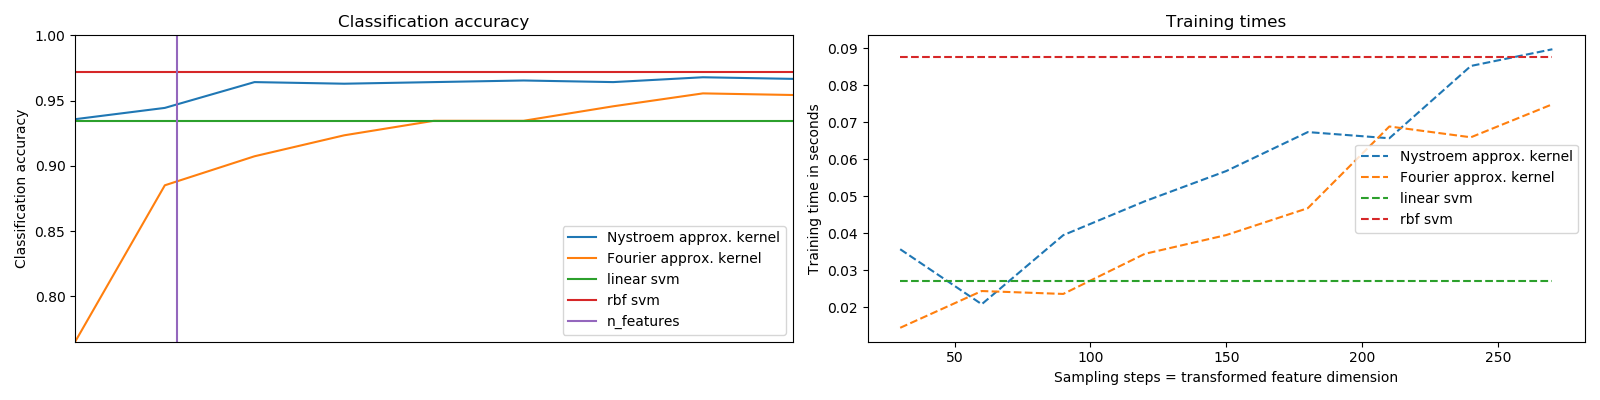 Classification accuracy
Classification accuracy
1.00
0.95
0.90
0.85
0.80
Nystroem approx. kernel
Fourier approx. kernel
linear svm
rbf svm
n_features
Training times
Training time in seconds
0.09
0.08
0.07
0.06
0.05
0.04
0.03
0.02
Nystroem approx. kernel
Fourier approx. kernel
linear svm
rbf svm
50
100
150
200
250
Sampling steps = transformed feature dimension